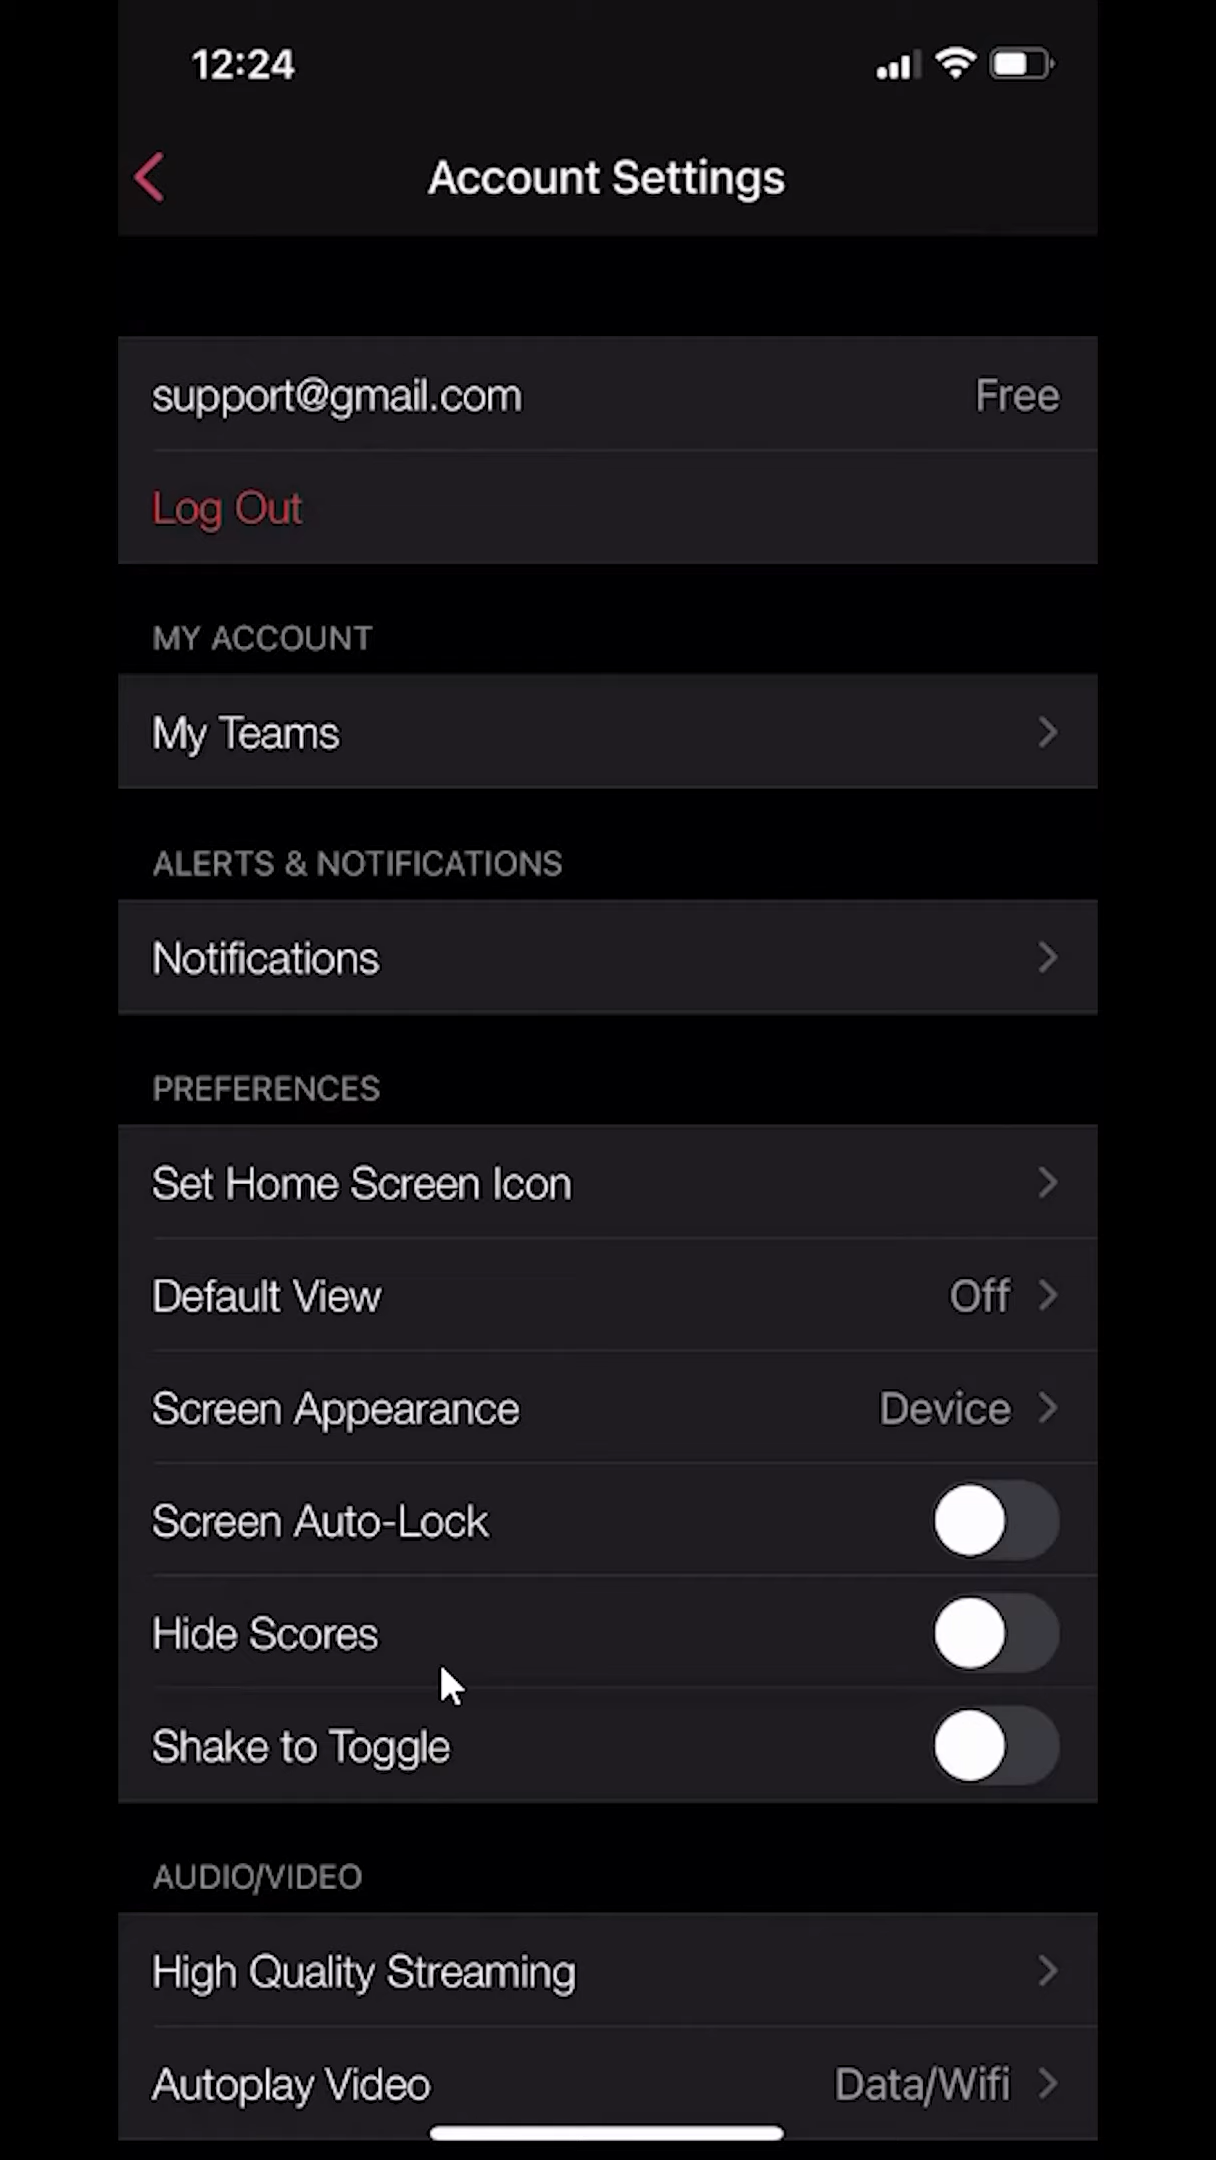 12:24
Account Settings
support@gmail.com Free
Log Out
MY ACCOUNT
My Teams
ALERTS & NOTIFICATIONS
Notifications
PREFERENCES
Set Home Screen Icon
Default View Off
Screen Appearance Device
Screen Auto-Lock
Hide Scores
Shake to Toggle
AUDIO/VIDEO
High Quality Streaming
Autoplay Video Data/Wifi